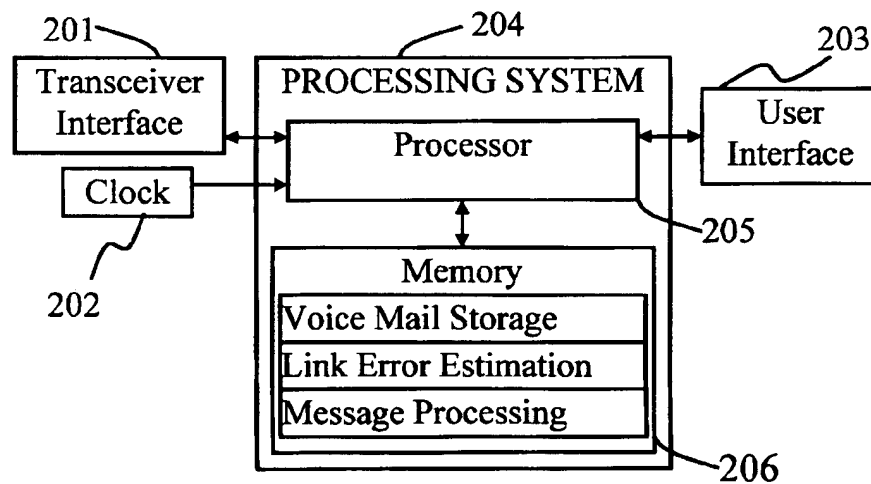 201
204
203
Transceiver
Interface
PROCESSING SYSTEM
Processor
User
Interface
Clock
205
202
Memory
Voice Mail Storage
Link Error Estimation
Message Processing
206